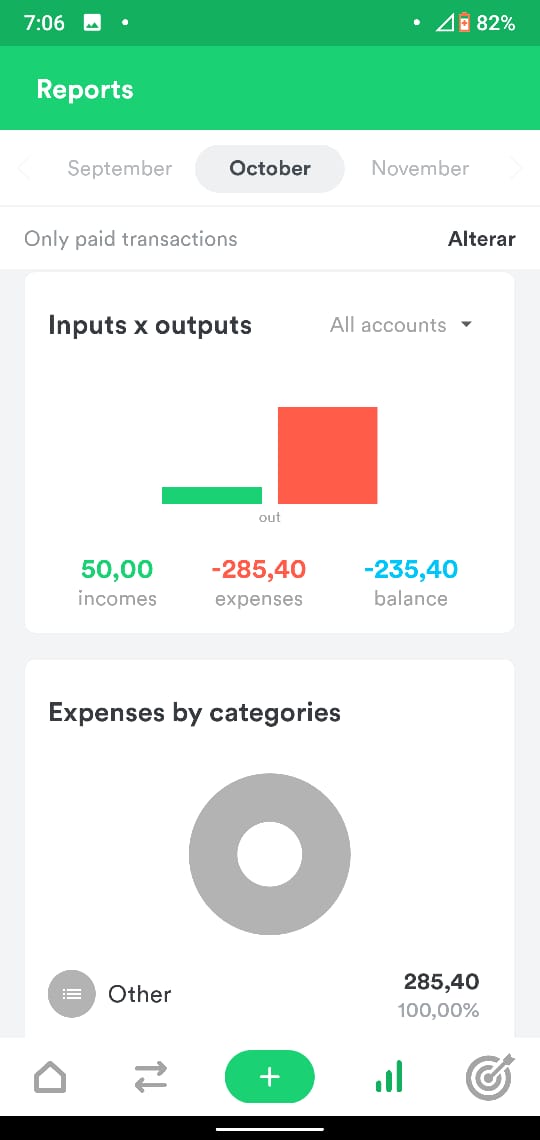 7:06 82%
Reports
September October November
Only paid transactions Alterar
Inputs x outputs All accounts
out
50,00 -285,40 -235,40
incomes expenses balance
Expenses by categories
Other 285,40
100,00%